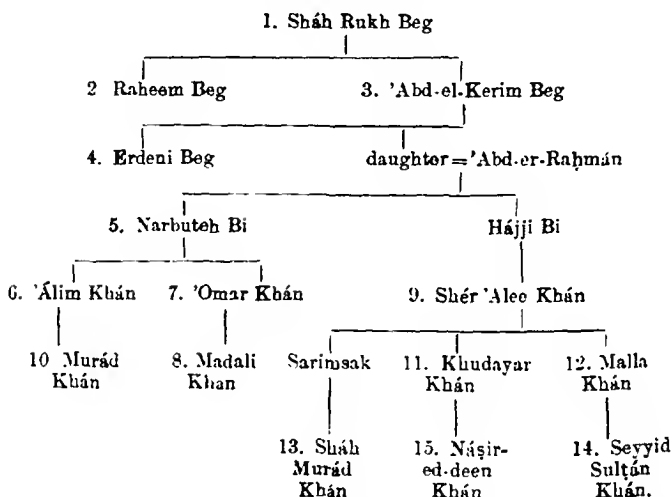 1. Sháh Rukh Beg
2 Raheem Beg 3. 'Abd-el-Kerim Beg
4. Erdeni Beg daughter = 'Abd-er-Raḥmán
5. Narbuteh Bi Hájji Bi
6. 'Álim Khán 7. 'Omar Khán 9. Shér 'Alee Khán
10 Murád 8. Madali Sarimsak 11. Khudayar 12. Malla
Khán Khan Khán Khán
13. Sháh 15. Náṣir- 14. Seyyid
Murád ed-deen Sulṭán
Khán Khán Khán.